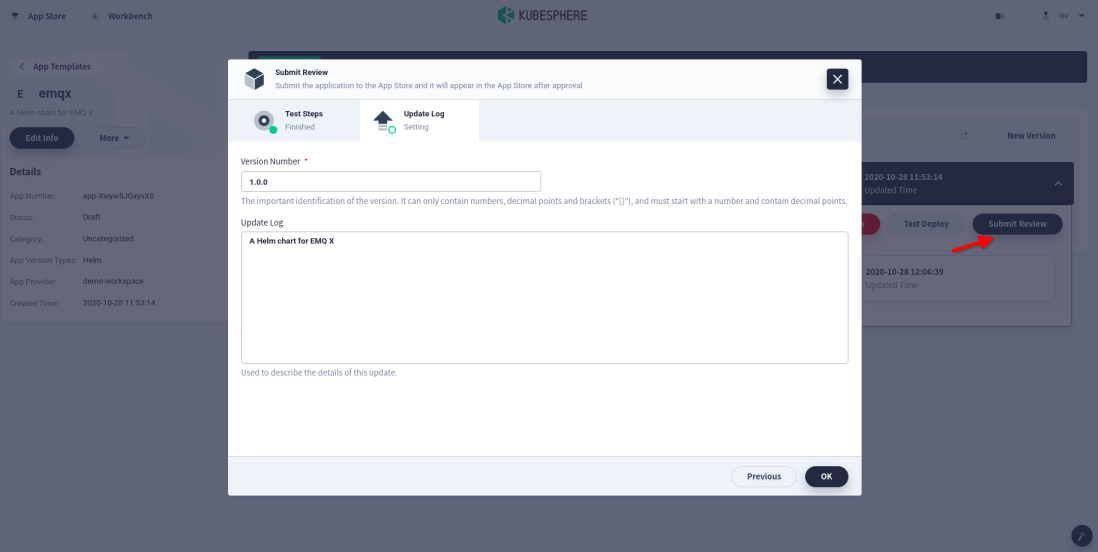 App Store
Workbench
KUBESPHERE
App Templates
E emqx
A Helm chart for EMQ X
Edit Info
More
Details
App Number: app-Xwyw5JGxyvX0
Status: Draft
Category: Uncategorized
App Version Types: Helm
App Provider: demo-workspace
Created Time: 2020-10-28 11:53:14
Submit Review
Submit the application to the App Store and it will appear in the App Store after approval
Test Steps
Finished
Update Log
Setting
Version Number *
1.0.0
The important identification of the version. It can only contain numbers, decimal points and brackets ("[]"), and must start with a number and contain decimal points.
Update Log
A Helm chart for EMQ X
Used to describe the details of this update.
Previous
OK
New Version
2020-10-28 11:53:14
Updated Time
Test Deploy
Submit Review
2020-10-28 12:06:39
Updated Time